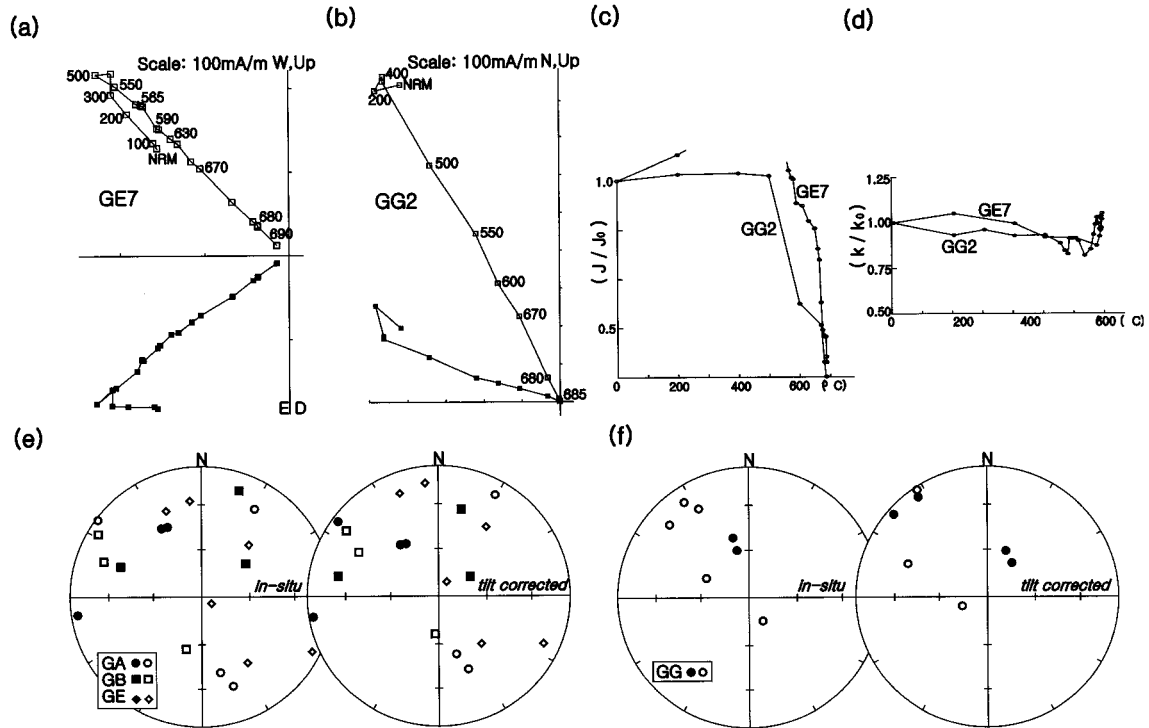 (a)
Scale: 100mA/m W,Up
500
550
565
300
590
200
630
100
NRM
670
GE7
680
690
E D
(b)
Scale: 100mA/m N,Up
400
NRM
200
500
GG2
550
600
670
680
685
(c)
1.0
GE7
GG2
( J / J0 )
0.5
0
200
400
600
C)
(d)
1.25
GE7
1.00
GG2
( k / k0 )
0.75
0.50
0
200
400
600 ( C)
(e)
N
N
in-situ
tilt corrected
GA
GB
GE
(f)
N
N
in-situ
tilt corrected
GG